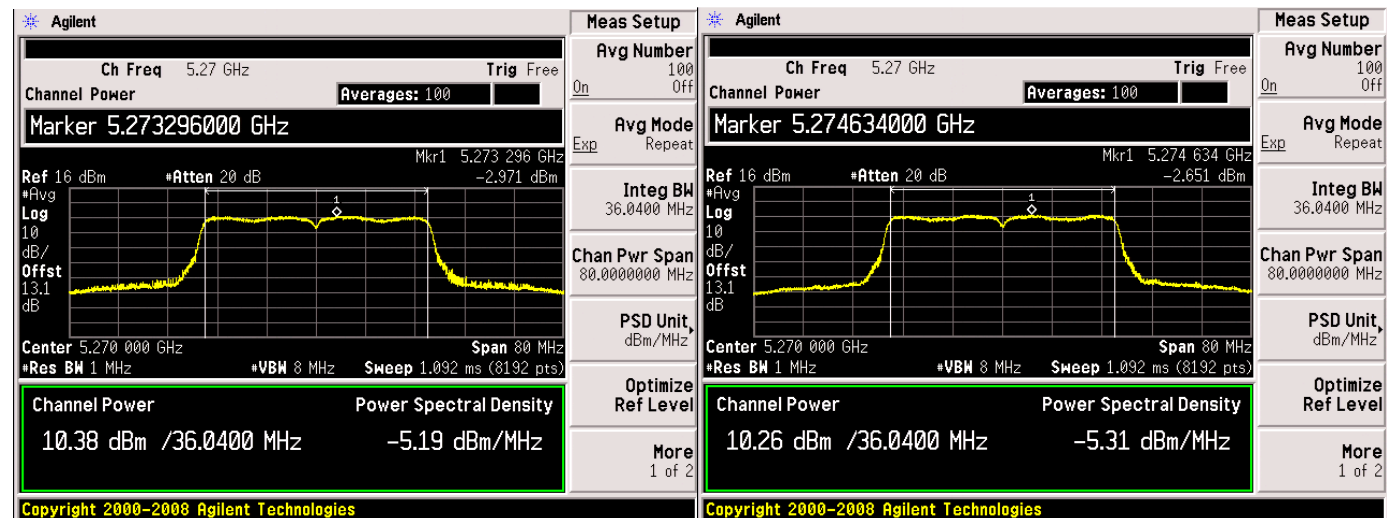 Agilent
Meas Setup
Ch Freq 5.27 GHz Trig Free
Channel Power Averages: 100
Marker 5.273296000 GHz
Mkr1 5.273 296 GHz
Ref 16 dBm #Atten 20 dB -2.971 dBm
#Avg
Log
10
dB/
Offst
13.1
dB
1
Center 5.270 000 GHz Span 80 MHz
#Res BW 1 MHz #VBW 8 MHz Sweep 1.092 ms (8192 pts)
Channel Power Power Spectral Density
10.38 dBm /36.0400 MHz -5.19 dBm/MHz
Copyright 2000-2008 Agilent Technologies
Avg Number
100
On Off
Avg Mode
Exp Repeat
Integ BW
36.0400 MHz
Chan Pwr Span
80.0000000 MHz
PSD Unit
dBm/MHz
Optimize
Ref Level
More
1 of 2
Agilent
Meas Setup
Ch Freq 5.27 GHz Trig Free
Channel Power Averages: 100
Marker 5.274634000 GHz
Mkr1 5.274 634 GHz
Ref 16 dBm #Atten 20 dB -2.651 dBm
#Avg
Log
10
dB/
Offst
13.1
dB
1
Center 5.270 000 GHz Span 80 MHz
#Res BW 1 MHz #VBW 8 MHz Sweep 1.092 ms (8192 pts)
Channel Power Power Spectral Density
10.26 dBm /36.0400 MHz -5.31 dBm/MHz
Copyright 2000-2008 Agilent Technologies
Avg Number
100
On Off
Avg Mode
Exp Repeat
Integ BW
36.0400 MHz
Chan Pwr Span
80.0000000 MHz
PSD Unit
dBm/MHz
Optimize
Ref Level
More
1 of 2